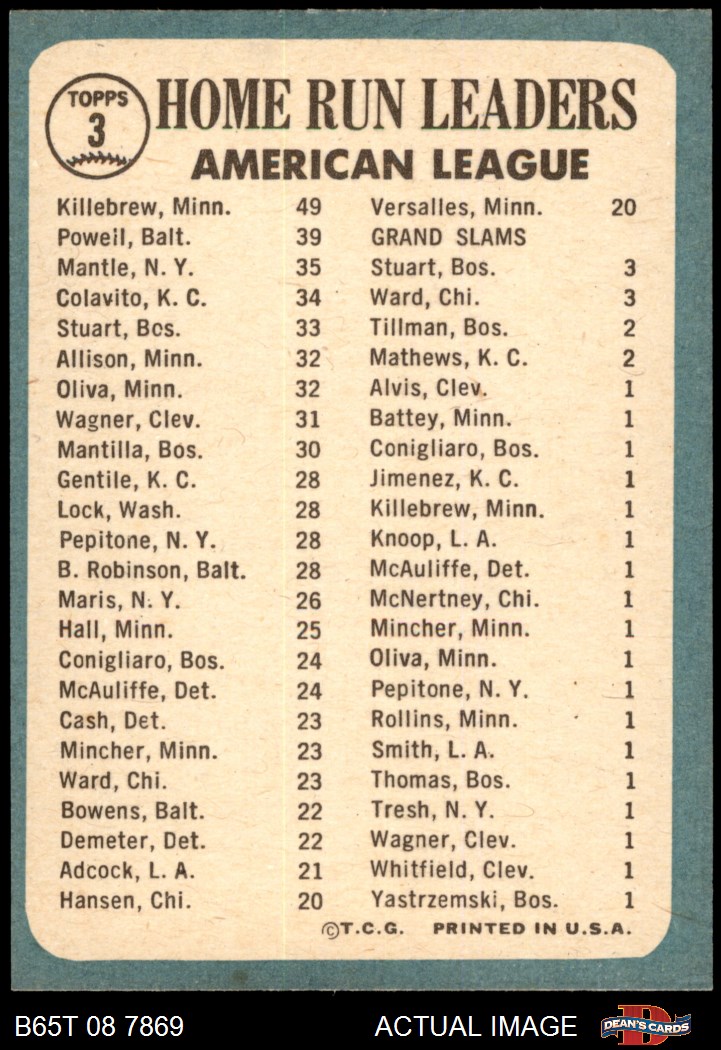 TOPPS
3
HOME RUN LEADERS
AMERICAN LEAGUE
Killebrew, Minn. 49
Powell, Balt. 39
Mantle, N. Y. 35
Colavito, K. C. 34
Stuart, Bos. 33
Allison, Minn. 32
Oliva, Minn. 32
Wagner, Clev. 31
Mantilla, Bos. 30
Gentile, K. C. 28
Lock, Wash. 28
Pepitone, N. Y. 28
B. Robinson, Balt. 28
Maris, N. Y. 26
Hall, Minn. 25
Conigliaro, Bos. 24
McAuliffe, Det. 24
Cash, Det. 23
Mincher, Minn. 23
Ward, Chi. 23
Bowens, Balt. 22
Demeter, Det. 22
Adcock, L. A. 21
Hansen, Chi. 20
Versalles, Minn. 20
GRAND SLAMS
Stuart, Bos. 3
Ward, Chi. 3
Tillman, Bos. 2
Mathews, K. C. 2
Alvis, Clev. 1
Battey, Minn. 1
Conigliaro, Bos. 1
Jimenez, K. C. 1
Killebrew, Minn. 1
Knoop, L. A. 1
McAuliffe, Det. 1
McNertney, Chi. 1
Mincher, Minn. 1
Oliva, Minn. 1
Pepitone, N. Y. 1
Rollins, Minn. 1
Smith, L. A. 1
Thomas, Bos. 1
Tresh, N. Y. 1
Wagner, Clev. 1
Whitfield, Clev. 1
Yastrzemski, Bos. 1
©T.C.G. PRINTED IN U.S.A.
B65T 08 7869 ACTUAL IMAGE
D
DEAN'S CARDS